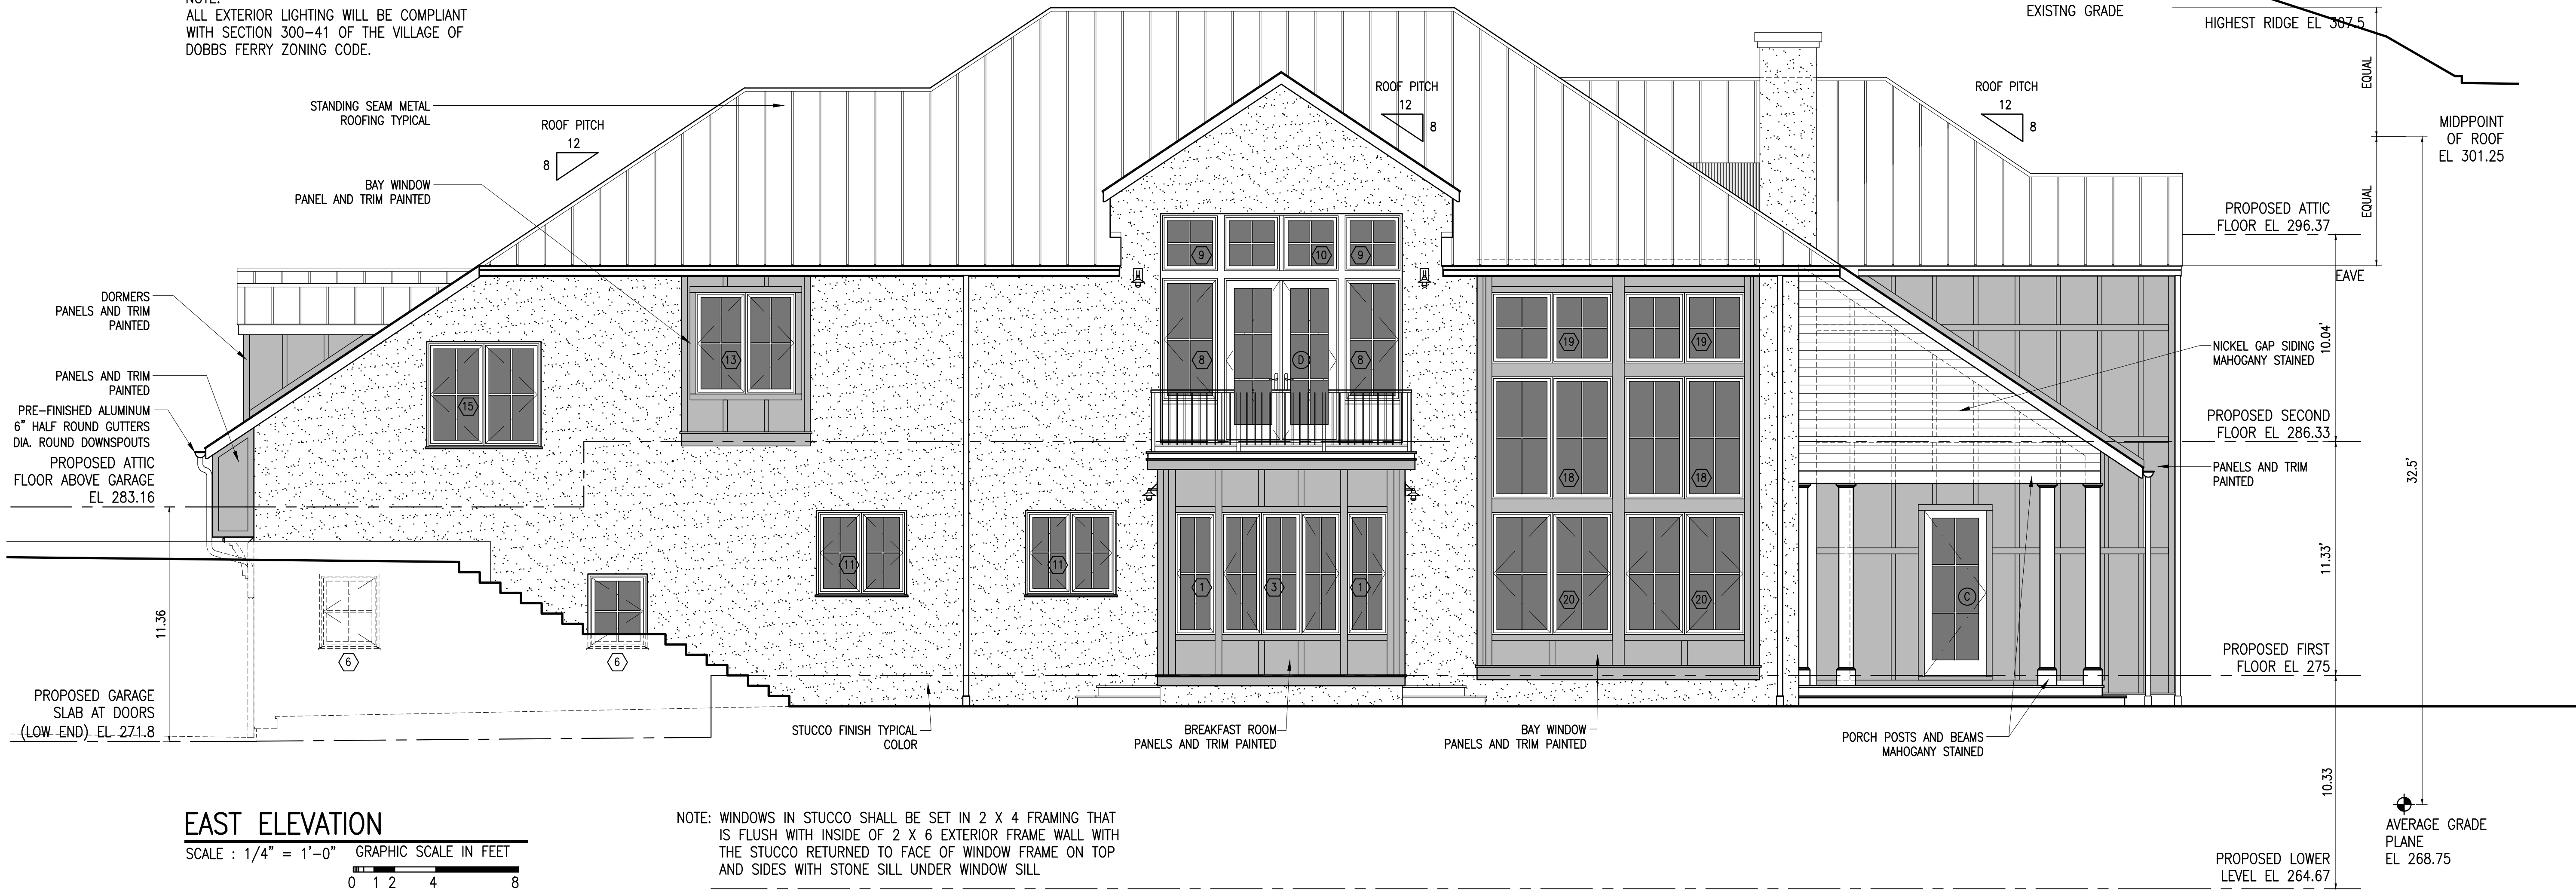 NOTE:
ALL EXTERIOR LIGHTING WILL BE COMPLIANT
WITH SECTION 300-41 OF THE VILLAGE OF
DOBBS FERRY ZONING CODE.
EXISTNG GRADE
HIGHEST RIDGE EL 307.5
EQUAL
MIDPPOINT
OF ROOF
EL 301.25
EQUAL
STANDING SEAM METAL
ROOFING TYPICAL
ROOF PITCH
12
8
ROOF PITCH
12
8
ROOF PITCH
12
8
BAY WINDOW
PANEL AND TRIM PAINTED
PROPOSED ATTIC
FLOOR EL 296.37
EAVE
DORMERS
PANELS AND TRIM
PAINTED
PANELS AND TRIM
PAINTED
PRE-FINISHED ALUMINUM
6" HALF ROUND GUTTERS
DIA. ROUND DOWNSPOUTS
PROPOSED ATTIC
FLOOR ABOVE GARAGE
EL 283.16
11.36
PROPOSED GARAGE
SLAB AT DOORS
(LOW END) EL 271.8
9
10
9
13
8
D
8
15
19
19
18
18
11
11
1
3
1
20
20
C
6
6
NICKEL GAP SIDING
MAHOGANY STAINED
10.04'
PROPOSED SECOND
FLOOR EL 286.33
PANELS AND TRIM
PAINTED
32.5'
11.33'
PROPOSED FIRST
FLOOR EL 275
STUCCO FINISH TYPICAL
COLOR
BREAKFAST ROOM
PANELS AND TRIM PAINTED
BAY WINDOW
PANELS AND TRIM PAINTED
PORCH POSTS AND BEAMS
MAHOGANY STAINED
10.33
AVERAGE GRADE
PLANE
EL 268.75
PROPOSED LOWER
LEVEL EL 264.67
EAST ELEVATION
SCALE : 1/4" = 1'-0"
GRAPHIC SCALE IN FEET
0 1 2 4 8
NOTE: WINDOWS IN STUCCO SHALL BE SET IN 2 X 4 FRAMING THAT
IS FLUSH WITH INSIDE OF 2 X 6 EXTERIOR FRAME WALL WITH
THE STUCCO RETURNED TO FACE OF WINDOW FRAME ON TOP
AND SIDES WITH STONE SILL UNDER WINDOW SILL